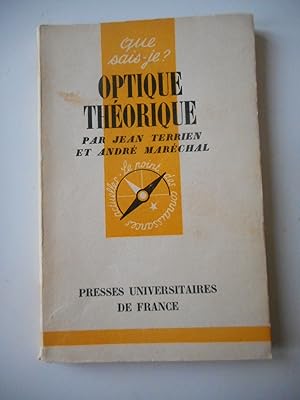 que
sais-je?
OPTIQUE
THÉORIQUE
PAR JEAN TERRIEN
ET ANDRÉ MARÉCHAL
le point des connaissances actuelles
PRESSES UNIVERSITAIRES
DE FRANCE